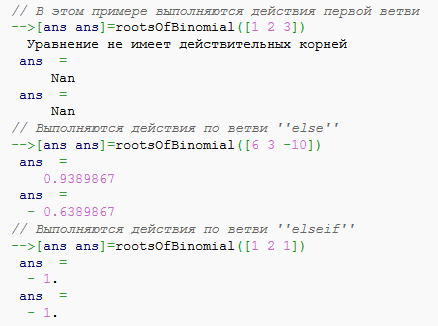 // В этом примере выполняются действия первой ветви
-->[ans ans]=rootsOfBinomial([1 2 3])
Уравнение не имеет действительных корней
ans  =
Nan
ans  =
Nan
// Выполняются действия по ветви ''else''
-->[ans ans]=rootsOfBinomial([6 3 -10])
ans  =
0.9389867
ans  =
- 0.6389867
// Выполняются действия по ветви ''elseif''
-->[ans ans]=rootsOfBinomial([1 2 1])
ans  =
- 1.
ans  =
- 1.